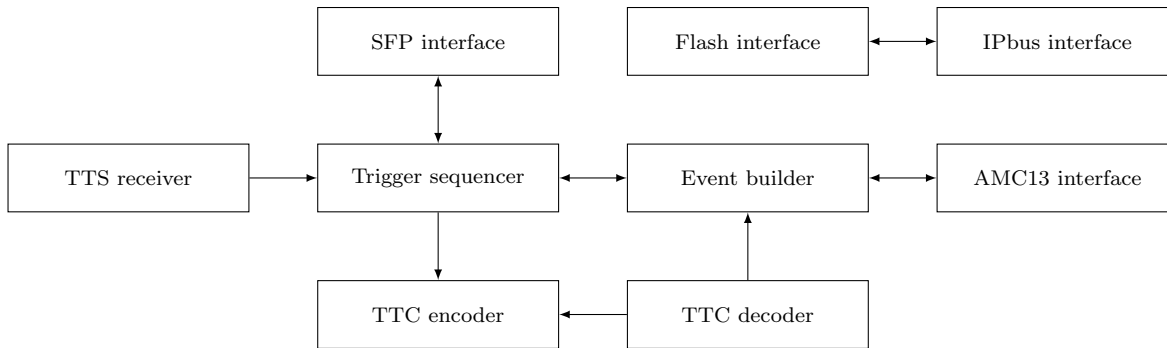 SFP interface
Flash interface
IPbus interface
TTS receiver
Trigger sequencer
Event builder
AMC13 interface
TTC encoder
TTC decoder